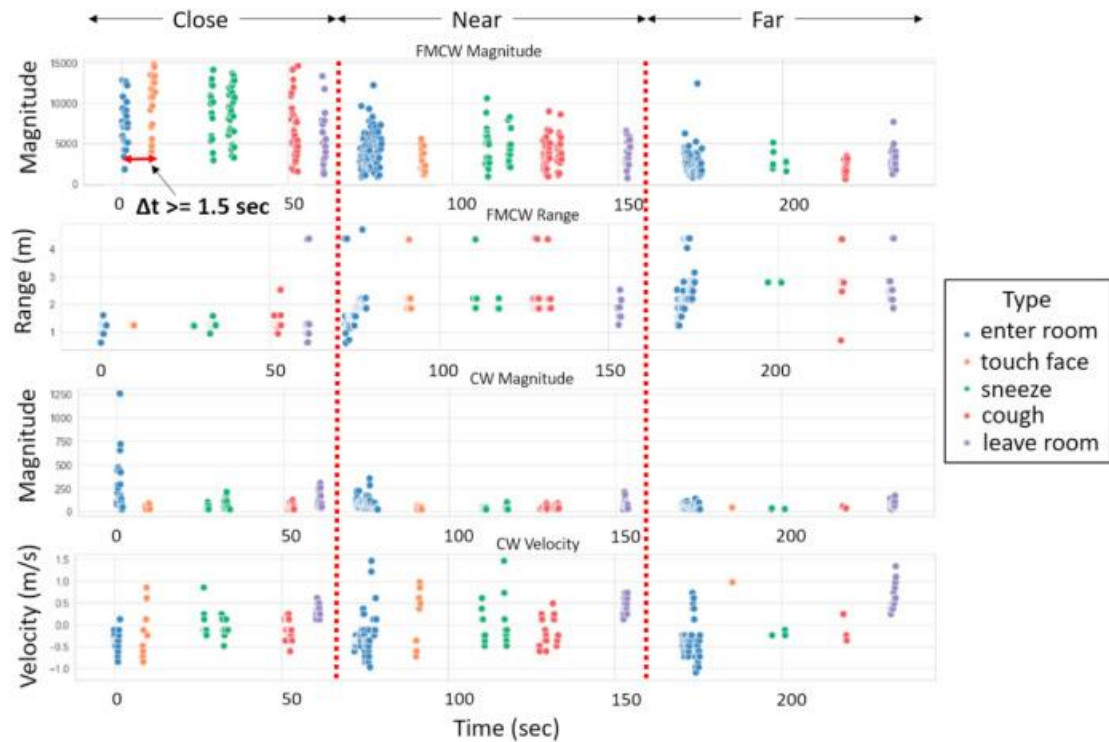 Close Near Far
FMCW Magnitude
Magnitude
15000
10000
5000
0
0 50 100 150 200
Δt >= 1.5 sec
FMCW Range
Range (m)
4
3
2
1
0 50 100 150 200
CW Magnitude
Magnitude
1250
1000
750
500
250
0
0 50 100 150 200
CW Velocity
Velocity (m/s)
1.5
1.0
0.5
0.0
−0.5
−1.0
0 50 100 150 200
Time (sec)
Type
enter room
touch face
sneeze
cough
leave room